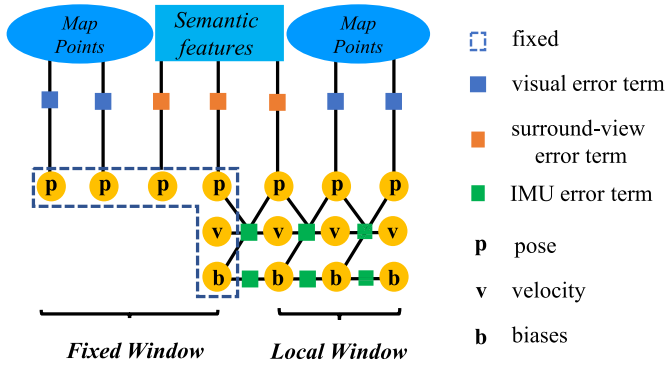 Map
Points
Semantic
features
Map
Points
fixed
visual error term
surround-view
error term
IMU error term
p p p p p p p
v v v v
b b b b
p pose
v velocity
b biases
Fixed Window
Local Window